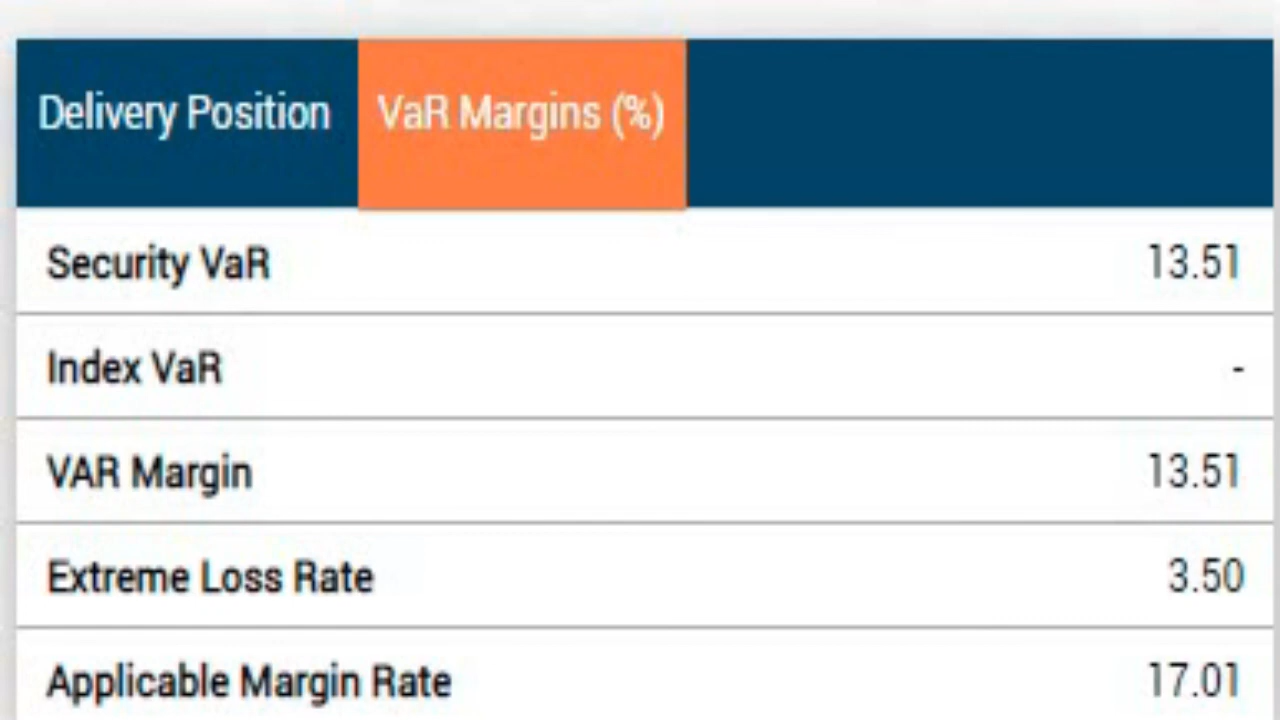 Delivery Position VaR Margins (%)
Security VaR 13.51
Index VaR -
VAR Margin 13.51
Extreme Loss Rate 3.50
Applicable Margin Rate 17.01